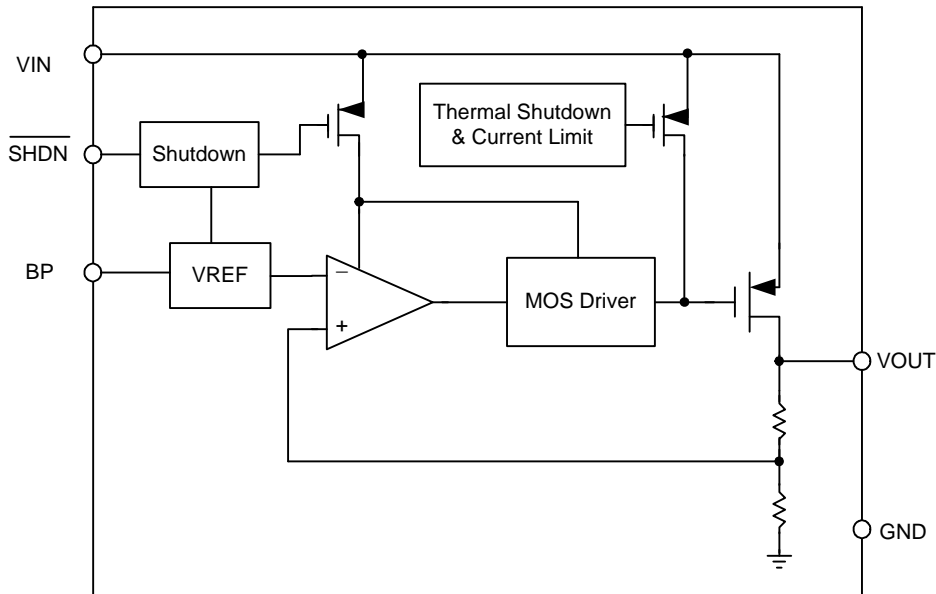 VIN
Thermal Shutdown
& Current Limit
SHDN
Shutdown
BP
VREF
−
+
MOS Driver
VOUT
GND